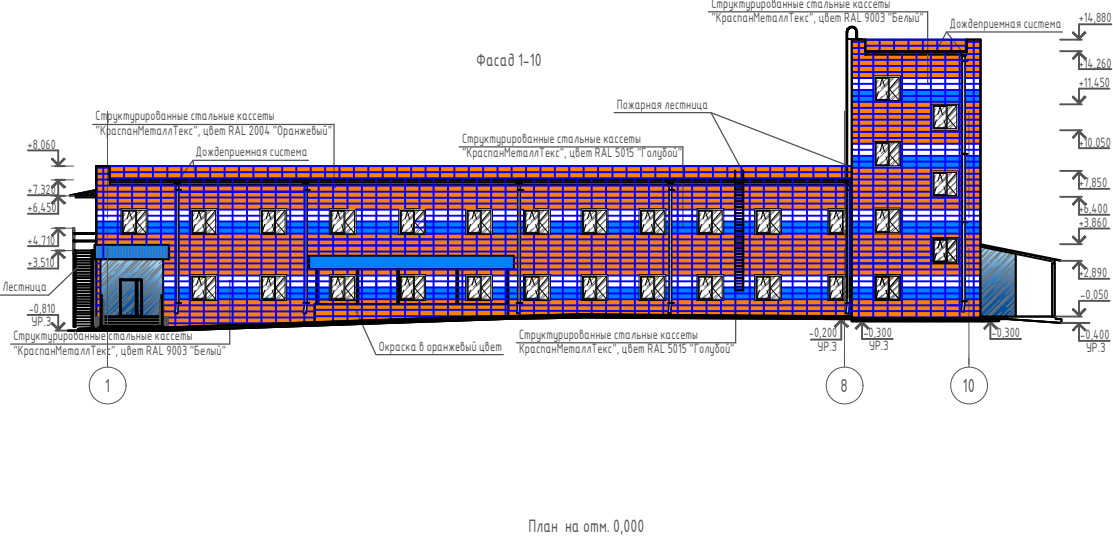 Структурированные стальные кассеты
"КраспанМеталлТекс", цвет RAL 9003 "Белый"
Дождеприемная система
+14,880
Фасад 1-10
+14,260
+11,450
Пожарная лестница
Структурированные стальные кассеты
"КраспанМеталлТекс", цвет RAL 2004 "Оранжевый"
Структурированные стальные кассеты
"КраспанМеталлТекс", цвет RAL 5015 "Голубой"
+8,060
Дождеприемная система
+10,050
+7,320
+6,450
+7,850
+6,400
+3,860
+4,710
+3,510
+2,890
Лестница
-0,050
-0,810
УР.З
Структурированные стальные кассеты
"КраспанМеталлТекс", цвет RAL 9003 "Белый"
Окраска в оранжевый цвет
Структурированные стальные кассеты
КраспанМеталлТекс", цвет RAL 5015 "Голубой"
-0,200
УР.З
-0,300
УР.З
-0,300
-0,400
УР.З
1
8
10
План на отм. 0,000